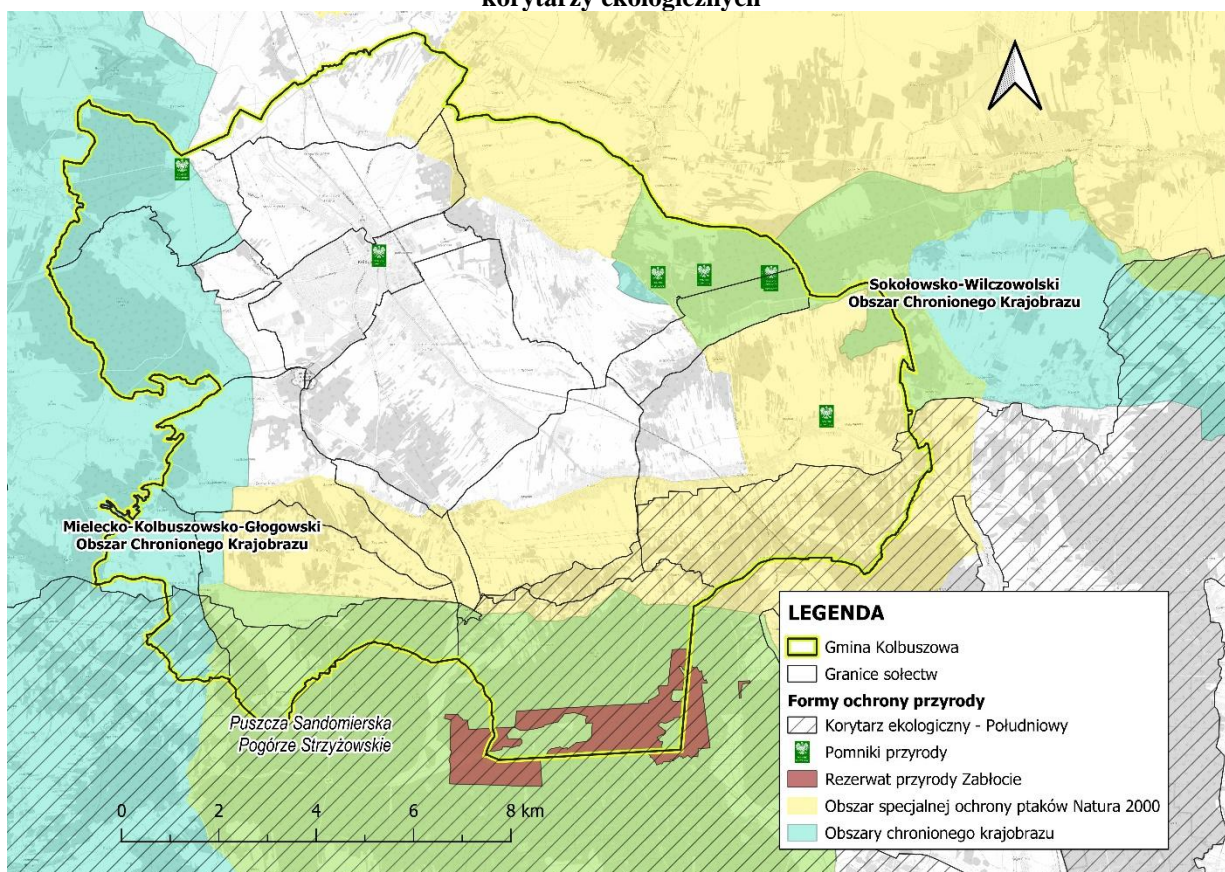 korytarzy ekologicznych
Sokołowsko-Wilczowolski
Obszar Chronionego Krajobrazu
Mielecko-Kolbuszowsko-Głogowski
Obszar Chronionego Krajobrazu
Puszcza Sandomierska
Pogórze Strzyżowskie
0 2 4 6 8 km
LEGENDA
Gmina Kolbuszowa
Granice sołectw
Formy ochrony przyrody
Korytarz ekologiczny - Południowy
Pomniki przyrody
Rezerwat przyrody Zabłocie
Obszar specjalnej ochrony ptaków Natura 2000
Obszary chronionego krajobrazu